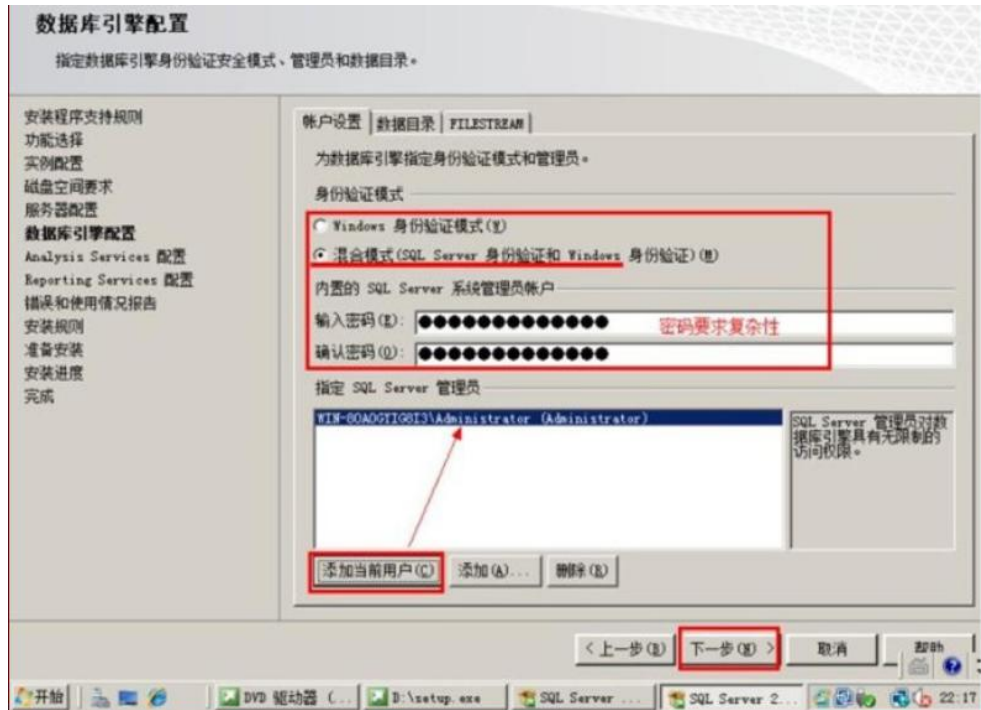 数据库引擎配置
指定数据库引擎身份验证安全模式、管理员和数据目录。
安装程序支持规则
功能选择
实例配置
磁盘空间要求
服务器配置
数据库引擎配置
Analysis Services 配置
Reporting Services 配置
错误和使用情况报告
安装规则
准备安装
安装进度
完成
帐户设置 数据目录 FILESTREAM
为数据库引擎指定身份验证模式和管理员。
身份验证模式
Windows 身份验证模式(W)
混合模式(SQL Server 身份验证和 Windows 身份验证)(M)
内置的 SQL Server 系统管理员帐户
输入密码(E):
密码要求复杂性
确认密码(O):
指定 SQL Server 管理员
WIN-80AOGYIG8I3\Administrator (Administrator)
SQL Server 管理员对数
据库引擎具有无限制的
访问权限。
添加当前用户(C) 添加(A)... 删除(R)
< 上一步(B) 下一步(N) > 取消 帮助
开始 DVD 驱动器 (... D:\setup.exe SQL Server ... SQL Server 2... 22:17